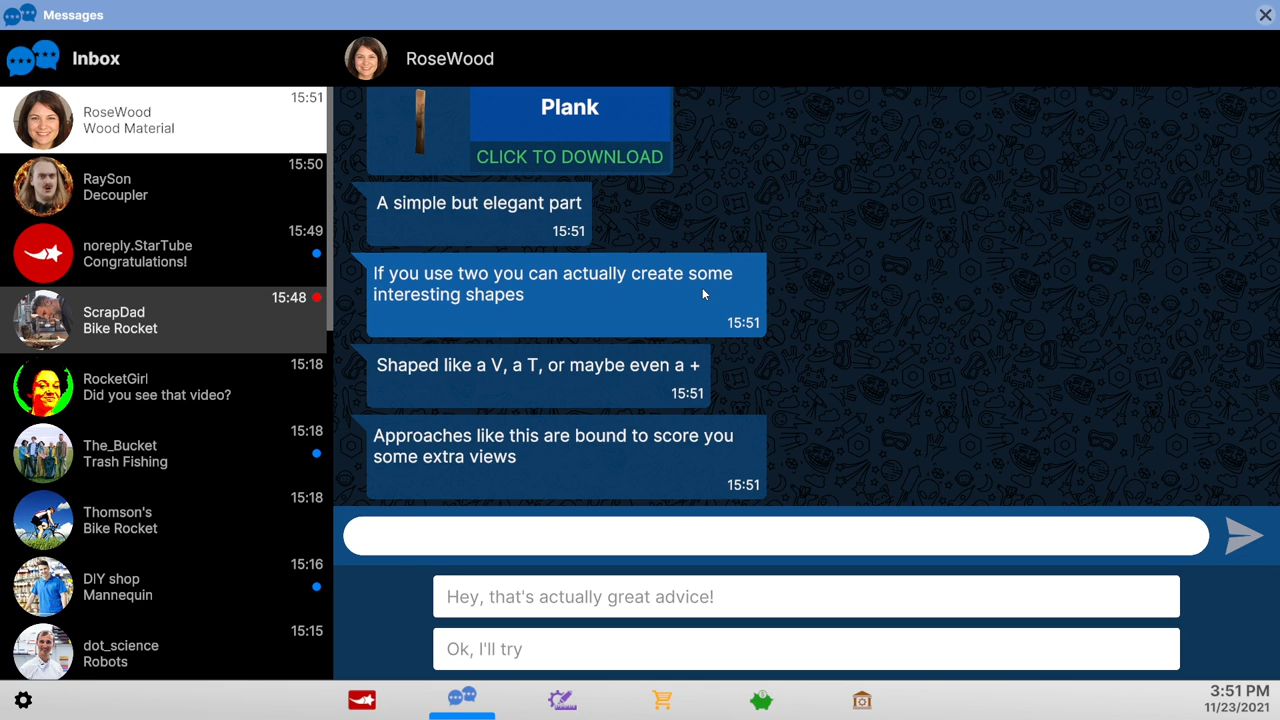 Messages
Inbox
RoseWood
15:51
RoseWood
Wood Material
15:50
RaySon
Decoupler
15:49
noreply.StarTube
Congratulations!
15:48
ScrapDad
Bike Rocket
15:18
RocketGirl
Did you see that video?
15:18
The_Bucket
Trash Fishing
15:18
Thomson's
Bike Rocket
15:16
DIY shop
Mannequin
15:15
dot_science
Robots
Plank
CLICK TO DOWNLOAD
A simple but elegant part
15:51
If you use two you can actually create some
interesting shapes
15:51
Shaped like a V, a T, or maybe even a +
15:51
Approaches like this are bound to score you
some extra views
15:51
Hey, that's actually great advice!
Ok, I'll try
3:51 PM
11/23/2021